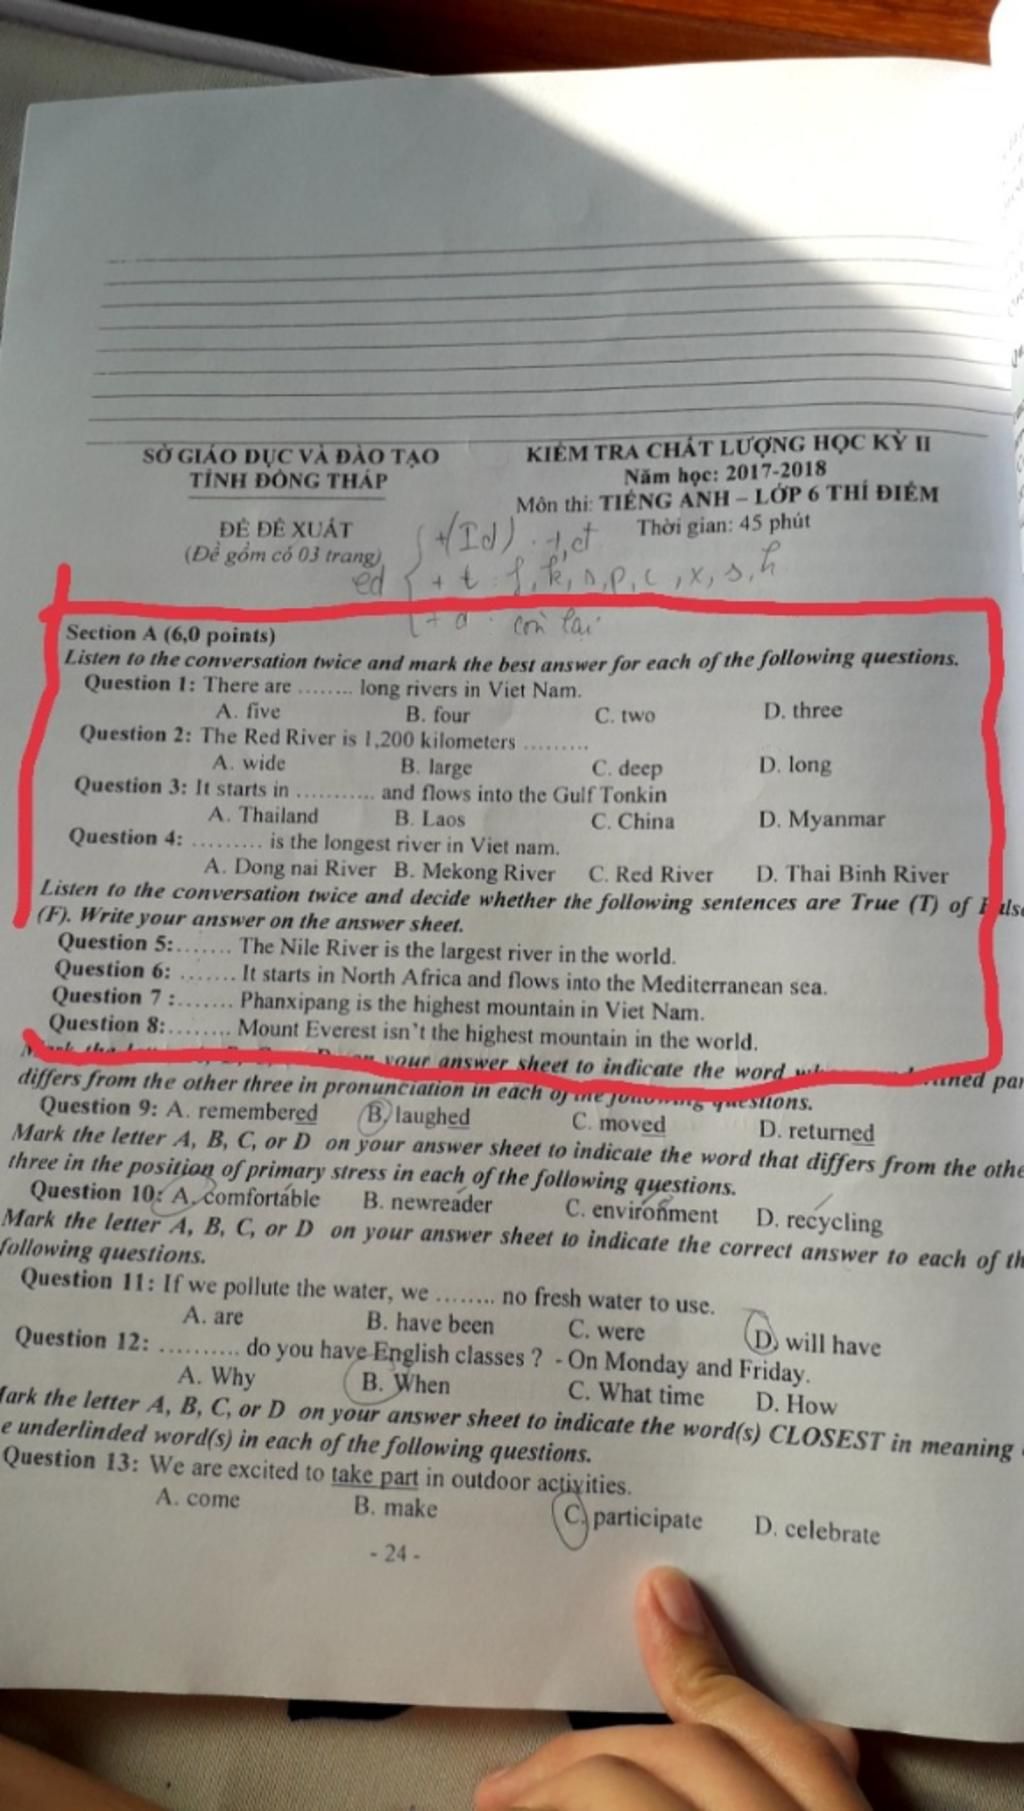 SỞ GIÁO DỤC VÀ ĐÀO TẠO
TỈNH ĐỒNG THÁP
ĐỀ ĐỀ XUẤT
(Đề gồm có 03 trang)
KIỂM TRA CHẤT LƯỢNG HỌC KỲ II
Năm học: 2017-2018
Môn thi: TIẾNG ANH – LỚP 6 THÍ ĐIỂM
Thời gian: 45 phút
+(Id) : t,d
ed + t : f, k, s, p, c, x, s, h
+ d : còn lại
Section A (6,0 points)
Listen to the conversation twice and mark the best answer for each of the following questions.
Question 1: There are ........ long rivers in Viet Nam.
A. five B. four C. two D. three
Question 2: The Red River is 1,200 kilometers .........
A. wide B. large C. deep D. long
Question 3: It starts in ........... and flows into the Gulf Tonkin
A. Thailand B. Laos C. China D. Myanmar
Question 4: ......... is the longest river in Viet nam.
A. Dong nai River B. Mekong River C. Red River D. Thai Binh River
Listen to the conversation twice and decide whether the following sentences are True (T) of False
(F). Write your answer on the answer sheet.
Question 5:....... The Nile River is the largest river in the world.
Question 6: ....... It starts in North Africa and flows into the Mediterranean sea.
Question 7 :....... Phanxipang is the highest mountain in Viet Nam.
Question 8:........ Mount Everest isn't the highest mountain in the world.
your answer sheet to indicate the word
differs from the other three in pronunciation in each of the following questions.
Question 9: A. remembered B. laughed C. moved D. returned
Mark the letter A, B, C, or D on your answer sheet to indicate the word that differs from the othe
three in the position of primary stress in each of the following questions.
Question 10: A. comfortable B. newreader C. environment D. recycling
Mark the letter A, B, C, or D on your answer sheet to indicate the correct answer to each of th
following questions.
Question 11: If we pollute the water, we ........ no fresh water to use.
A. are B. have been C. were D. will have
Question 12: .......... do you have English classes ? - On Monday and Friday.
A. Why B. When C. What time D. How
Mark the letter A, B, C, or D on your answer sheet to indicate the word(s) CLOSEST in meaning
e underlinded word(s) in each of the following questions.
Question 13: We are excited to take part in outdoor activities.
A. come B. make C. participate D. celebrate
- 24 -